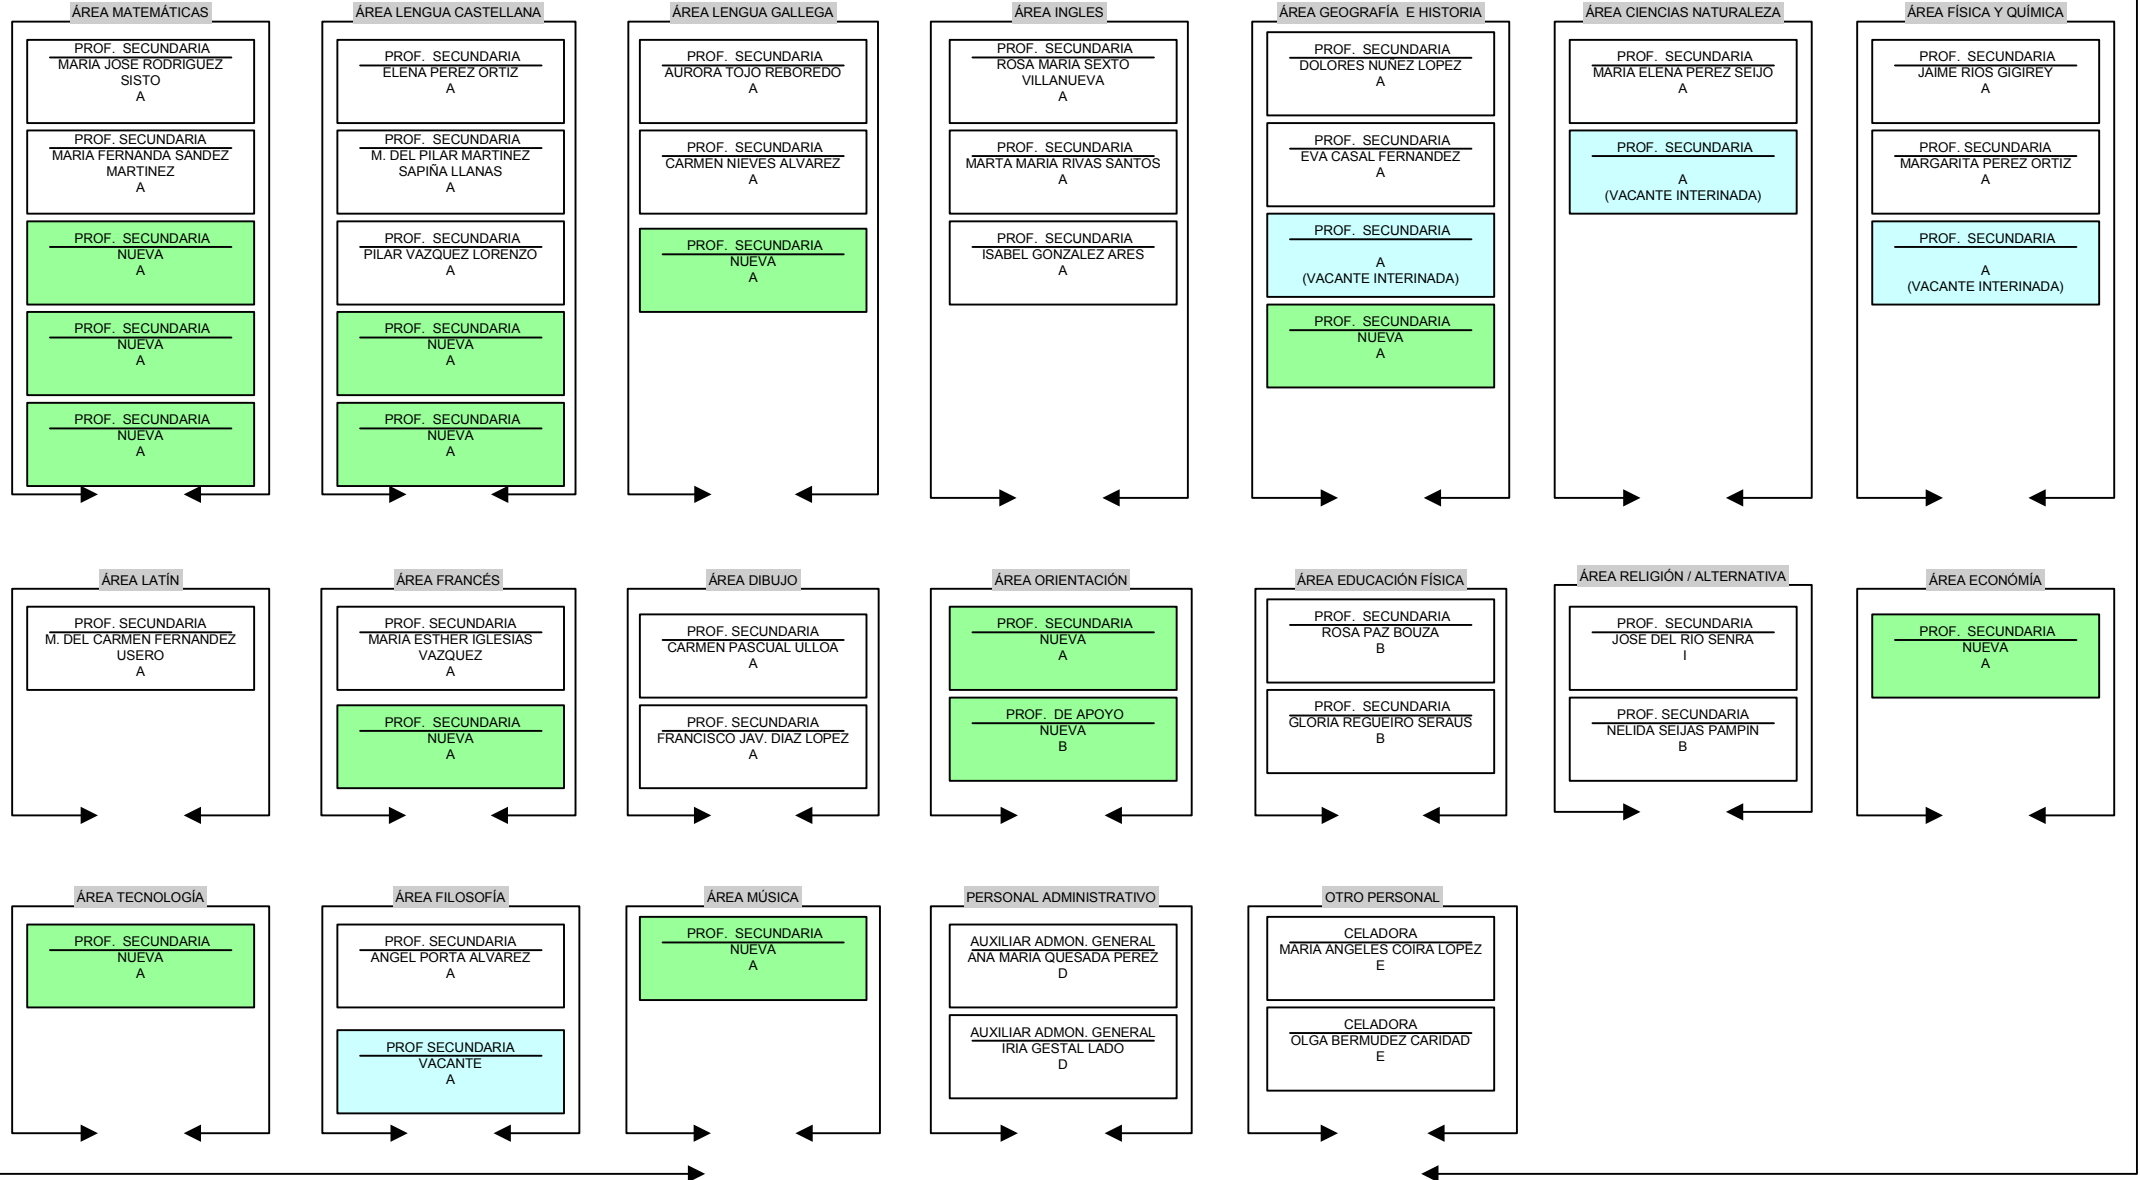 ÁREA MATEMÁTICAS
PROF. SECUNDARIA
MARIA JOSE RODRIGUEZ
SISTO
A
PROF. SECUNDARIA
MARIA FERNANDA SANDEZ
MARTINEZ
A
PROF. SECUNDARIA
NUEVA
A
PROF. SECUNDARIA
NUEVA
A
PROF. SECUNDARIA
NUEVA
A
ÁREA LENGUA CASTELLANA
PROF. SECUNDARIA
ELENA PEREZ ORTIZ
A
PROF. SECUNDARIA
M. DEL PILAR MARTINEZ
SAPIÑA LLANAS
A
PROF. SECUNDARIA
PILAR VAZQUEZ LORENZO
A
PROF. SECUNDARIA
NUEVA
A
PROF. SECUNDARIA
NUEVA
A
ÁREA LENGUA GALLEGA
PROF. SECUNDARIA
AURORA TOJO REBOREDO
A
PROF. SECUNDARIA
CARMEN NIEVES ALVAREZ
A
PROF. SECUNDARIA
NUEVA
A
ÁREA INGLES
PROF. SECUNDARIA
ROSA MARIA SEXTO
VILLANUEVA
A
PROF. SECUNDARIA
MARTA MARIA RIVAS SANTOS
A
PROF. SECUNDARIA
ISABEL GONZALEZ ARES
A
ÁREA GEOGRAFÍA E HISTORIA
PROF. SECUNDARIA
DOLORES NUÑEZ LOPEZ
A
PROF. SECUNDARIA
EVA CASAL FERNANDEZ
A
PROF. SECUNDARIA
A
(VACANTE INTERINADA)
PROF. SECUNDARIA
NUEVA
A
ÁREA CIENCIAS NATURALEZA
PROF. SECUNDARIA
MARIA ELENA PEREZ SEIJO
A
PROF. SECUNDARIA
A
(VACANTE INTERINADA)
ÁREA FÍSICA Y QUÍMICA
PROF. SECUNDARIA
JAIME RIOS GIGIREY
A
PROF. SECUNDARIA
MARGARITA PEREZ ORTIZ
A
PROF. SECUNDARIA
A
(VACANTE INTERINADA)
ÁREA LATÍN
PROF. SECUNDARIA
M. DEL CARMEN FERNANDEZ
USERO
A
ÁREA FRANCÉS
PROF. SECUNDARIA
MARIA ESTHER IGLESIAS
VAZQUEZ
A
PROF. SECUNDARIA
NUEVA
A
ÁREA DIBUJO
PROF. SECUNDARIA
CARMEN PASCUAL ULLOA
A
PROF. SECUNDARIA
FRANCISCO JAV. DIAZ LOPEZ
A
ÁREA ORIENTACIÓN
PROF. SECUNDARIA
NUEVA
A
PROF. DE APOYO
NUEVA
B
ÁREA EDUCACIÓN FÍSICA
PROF. SECUNDARIA
ROSA PAZ BOUZA
B
PROF. SECUNDARIA
GLORIA REGUEIRO SERAUS
B
ÁREA RELIGIÓN / ALTERNATIVA
PROF. SECUNDARIA
JOSE DEL RIO SENRA
I
PROF. SECUNDARIA
NELIDA SEIJAS PAMPIN
B
ÁREA ECONÓMÍA
PROF. SECUNDARIA
NUEVA
A
ÁREA TECNOLOGÍA
PROF. SECUNDARIA
NUEVA
A
ÁREA FILOSOFÍA
PROF. SECUNDARIA
ANGEL PORTA ALVAREZ
A
PROF SECUNDARIA
VACANTE
A
ÁREA MÚSICA
PROF. SECUNDARIA
NUEVA
A
PERSONAL ADMINISTRATIVO
AUXILIAR ADMON. GENERAL
ANA MARIA QUESADA PEREZ
D
AUXILIAR ADMON. GENERAL
IRIA GESTAL LADO
D
OTRO PERSONAL
CELADORA
MARIA ANGELES COIRA LOPEZ
E
CELADORA
OLGA BERMUDEZ CARIDAD
E